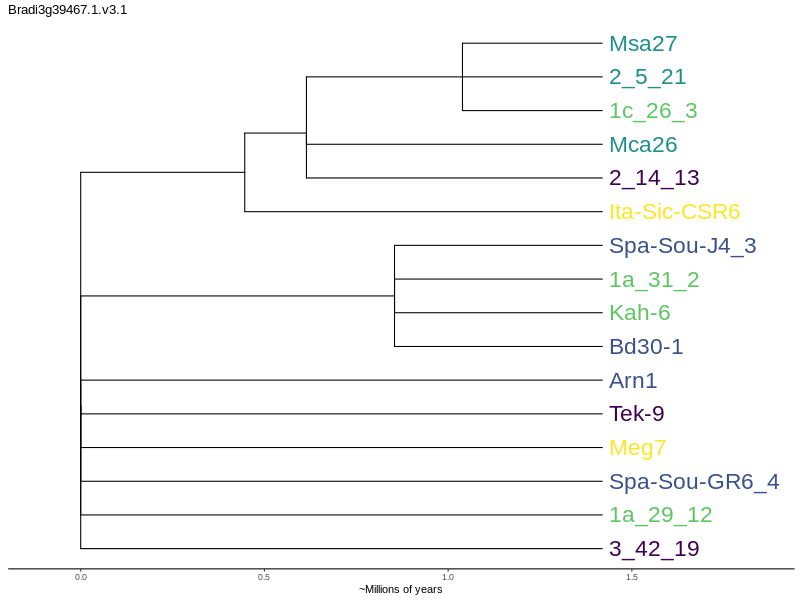 Bradi3g39467.1.v3.1
Msa27
2_5_21
1c_26_3
Mca26
2_14_13
Ita-Sic-CSR6
Spa-Sou-J4_3
1a_31_2
Kah-6
Bd30-1
Arn1
Tek-9
Meg7
Spa-Sou-GR6_4
1a_29_12
3_42_19
0.0 0.5 1.0 1.5
~Millions of years